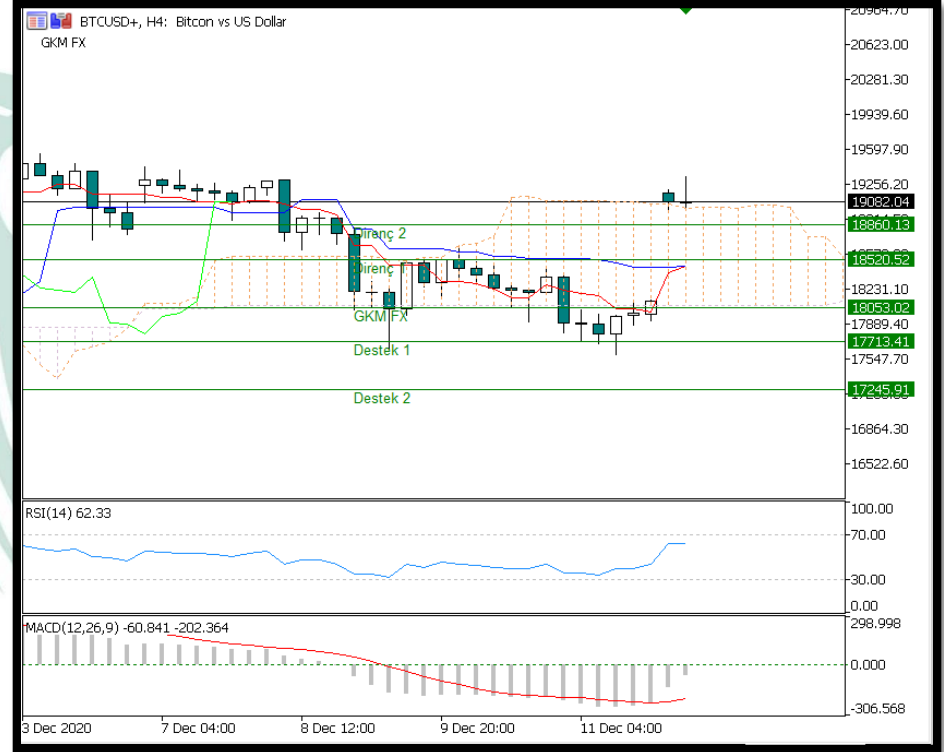 BTCUSD+, H4: Bitcon vs US Dollar
GKM FX
20964.70
20623.00
20281.30
19939.60
19597.90
19256.20
19082.04
18860.13
Direnç 2
18520.52
Direnç 1
18231.10
18053.02
GKM FX
17889.40
17713.41
Destek 1
17547.70
17245.91
Destek 2
16864.30
16522.60
RSI(14) 62.33
100.00
70.00
30.00
0.00
MACD(12,26,9) -60.841 -202.364
298.998
0.000
-306.568
3 Dec 2020 7 Dec 04:00 8 Dec 12:00 9 Dec 20:00 11 Dec 04:00